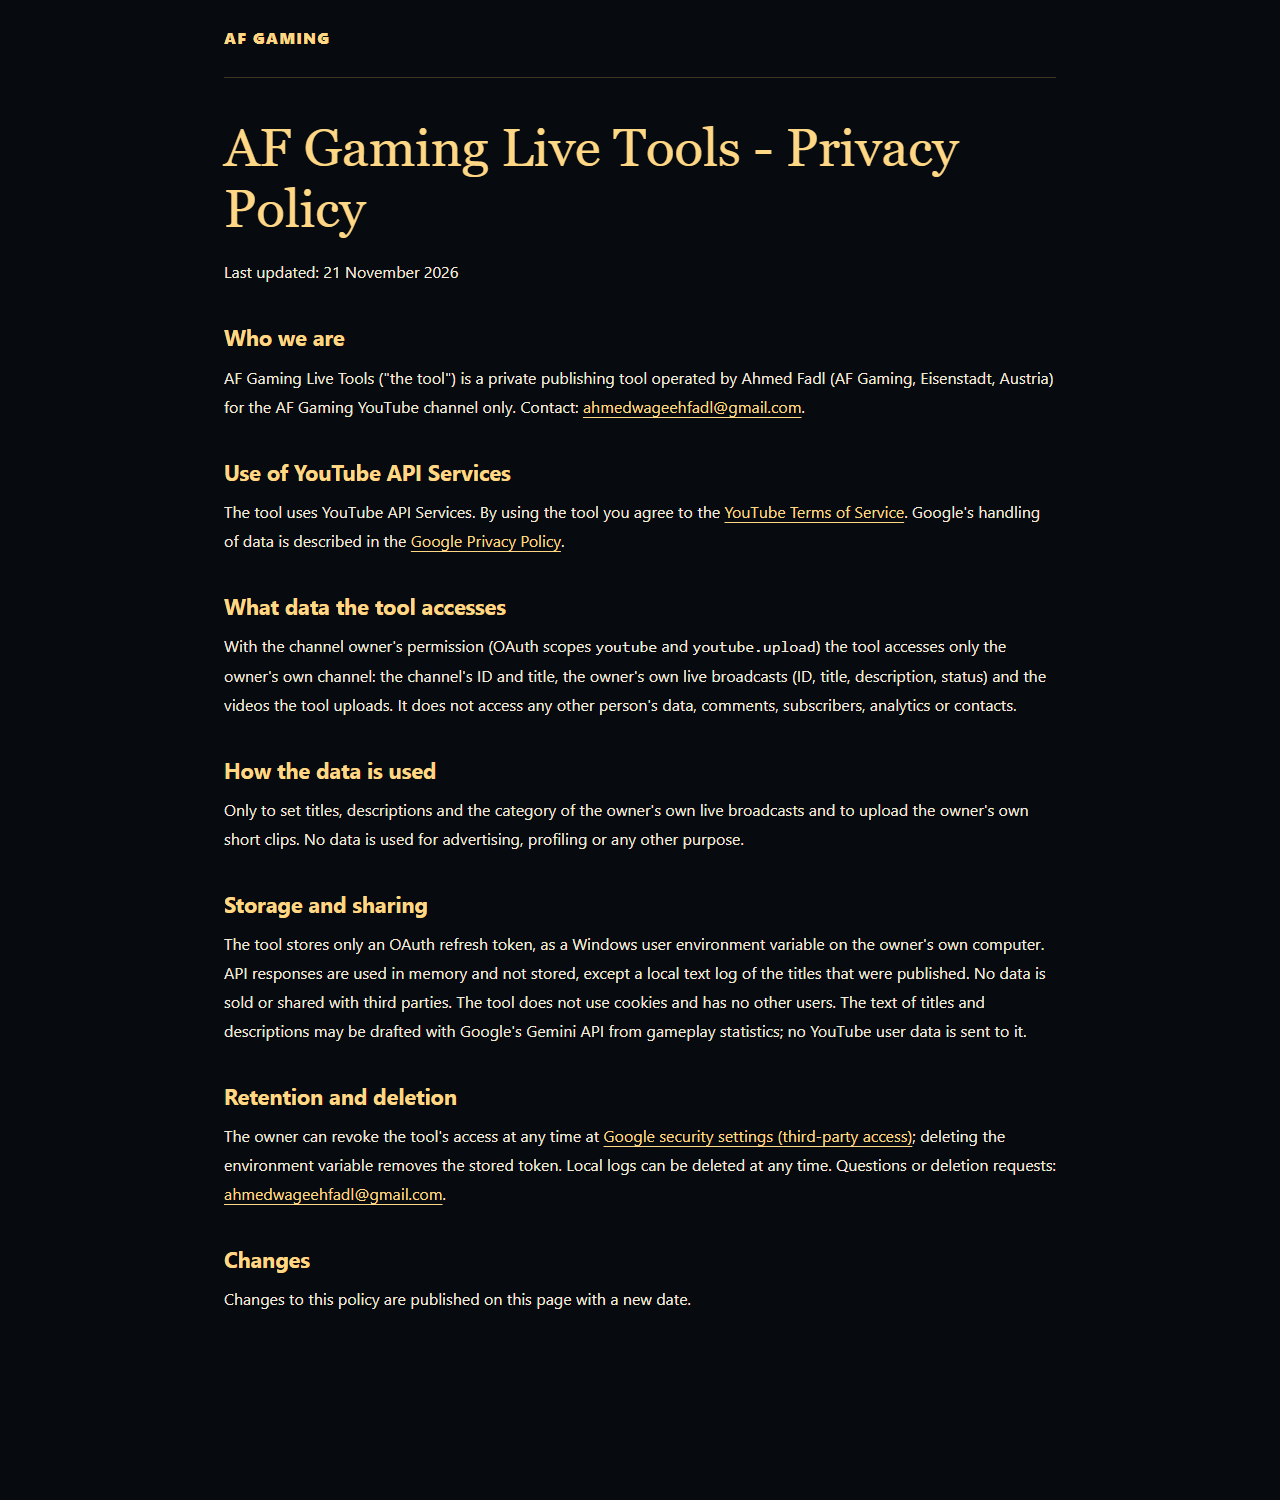 AF GAMING
AF Gaming Live Tools - Privacy
Policy
Last updated: 21 November 2026
Who we are
AF Gaming Live Tools ("the tool") is a private publishing tool operated by Ahmed Fadl (AF Gaming, Eisenstadt, Austria)
for the AF Gaming YouTube channel only. Contact: ahmedwageehfadl@gmail.com.
Use of YouTube API Services
The tool uses YouTube API Services. By using the tool you agree to the YouTube Terms of Service. Google's handling
of data is described in the Google Privacy Policy.
What data the tool accesses
With the channel owner's permission (OAuth scopes youtube and youtube.upload) the tool accesses only the
owner's own channel: the channel's ID and title, the owner's own live broadcasts (ID, title, description, status) and the
videos the tool uploads. It does not access any other person's data, comments, subscribers, analytics or contacts.
How the data is used
Only to set titles, descriptions and the category of the owner's own live broadcasts and to upload the owner's own
short clips. No data is used for advertising, profiling or any other purpose.
Storage and sharing
The tool stores only an OAuth refresh token, as a Windows user environment variable on the owner's own computer.
API responses are used in memory and not stored, except a local text log of the titles that were published. No data is
sold or shared with third parties. The tool does not use cookies and has no other users. The text of titles and
descriptions may be drafted with Google's Gemini API from gameplay statistics; no YouTube user data is sent to it.
Retention and deletion
The owner can revoke the tool's access at any time at Google security settings (third-party access); deleting the
environment variable removes the stored token. Local logs can be deleted at any time. Questions or deletion requests:
ahmedwageehfadl@gmail.com.
Changes
Changes to this policy are published on this page with a new date.